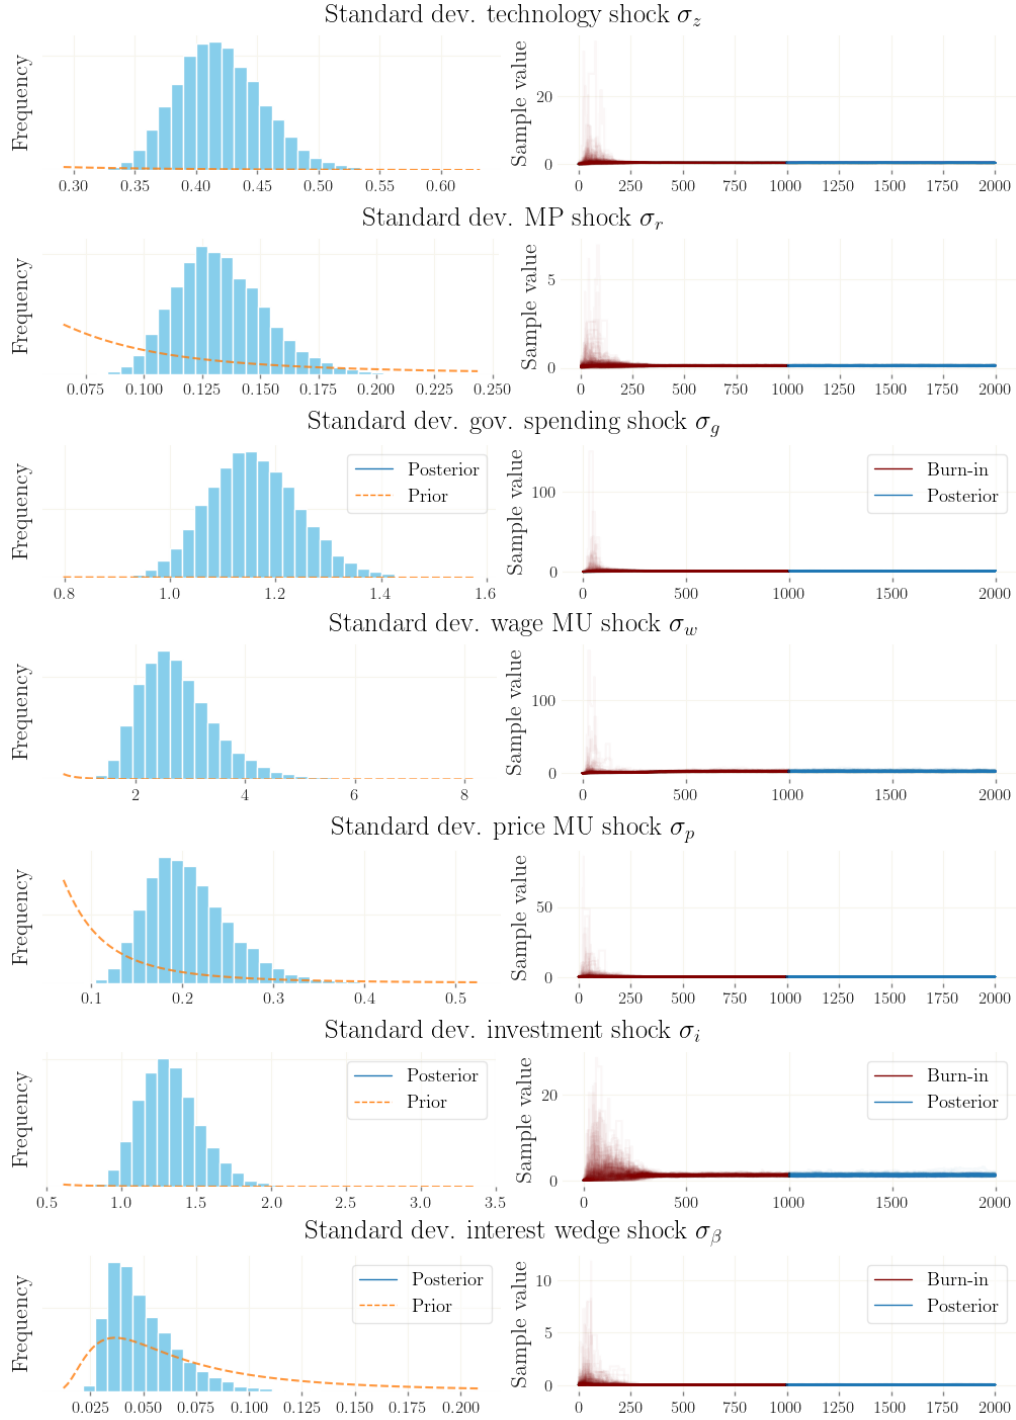 Standard dev. technology shock σ_z
Frequency
0.30 0.35 0.40 0.45 0.50 0.55 0.60
Sample value
20
0
0 250 500 750 1000 1250 1500 1750 2000
Standard dev. MP shock σ_r
Frequency
0.075 0.100 0.125 0.150 0.175 0.200 0.225 0.250
Sample value
5
0
0 250 500 750 1000 1250 1500 1750 2000
Standard dev. gov. spending shock σ_g
Frequency
Posterior
Prior
0.8 1.0 1.2 1.4 1.6
Sample value
100
0
Burn-in
Posterior
0 500 1000 1500 2000
Standard dev. wage MU shock σ_w
Frequency
2 4 6 8
Sample value
100
0
0 500 1000 1500 2000
Standard dev. price MU shock σ_p
Frequency
0.1 0.2 0.3 0.4 0.5
Sample value
50
0
0 250 500 750 1000 1250 1500 1750 2000
Standard dev. investment shock σ_i
Frequency
Posterior
Prior
0.5 1.0 1.5 2.0 2.5 3.0 3.5
Sample value
20
0
Burn-in
Posterior
0 500 1000 1500 2000
Standard dev. interest wedge shock σ_β
Frequency
Posterior
Prior
0.025 0.050 0.075 0.100 0.125 0.150 0.175 0.200
Sample value
10
5
0
Burn-in
Posterior
0 250 500 750 1000 1250 1500 1750 2000